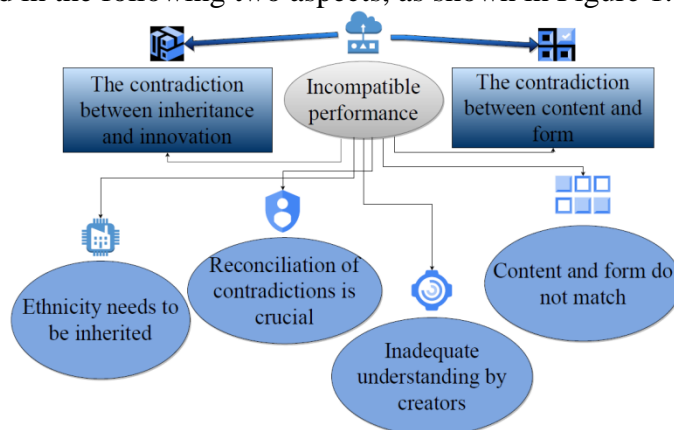 d in the following two aspects, as shown in Figure 1.
The contradiction
between inheritance
and innovation
Incompatible
performance
The contradiction
between content and
form
Ethnicity needs to
be inherited
Reconciliation of
contradictions is
crucial
Inadequate
understanding by
creators
Content and form do
not match